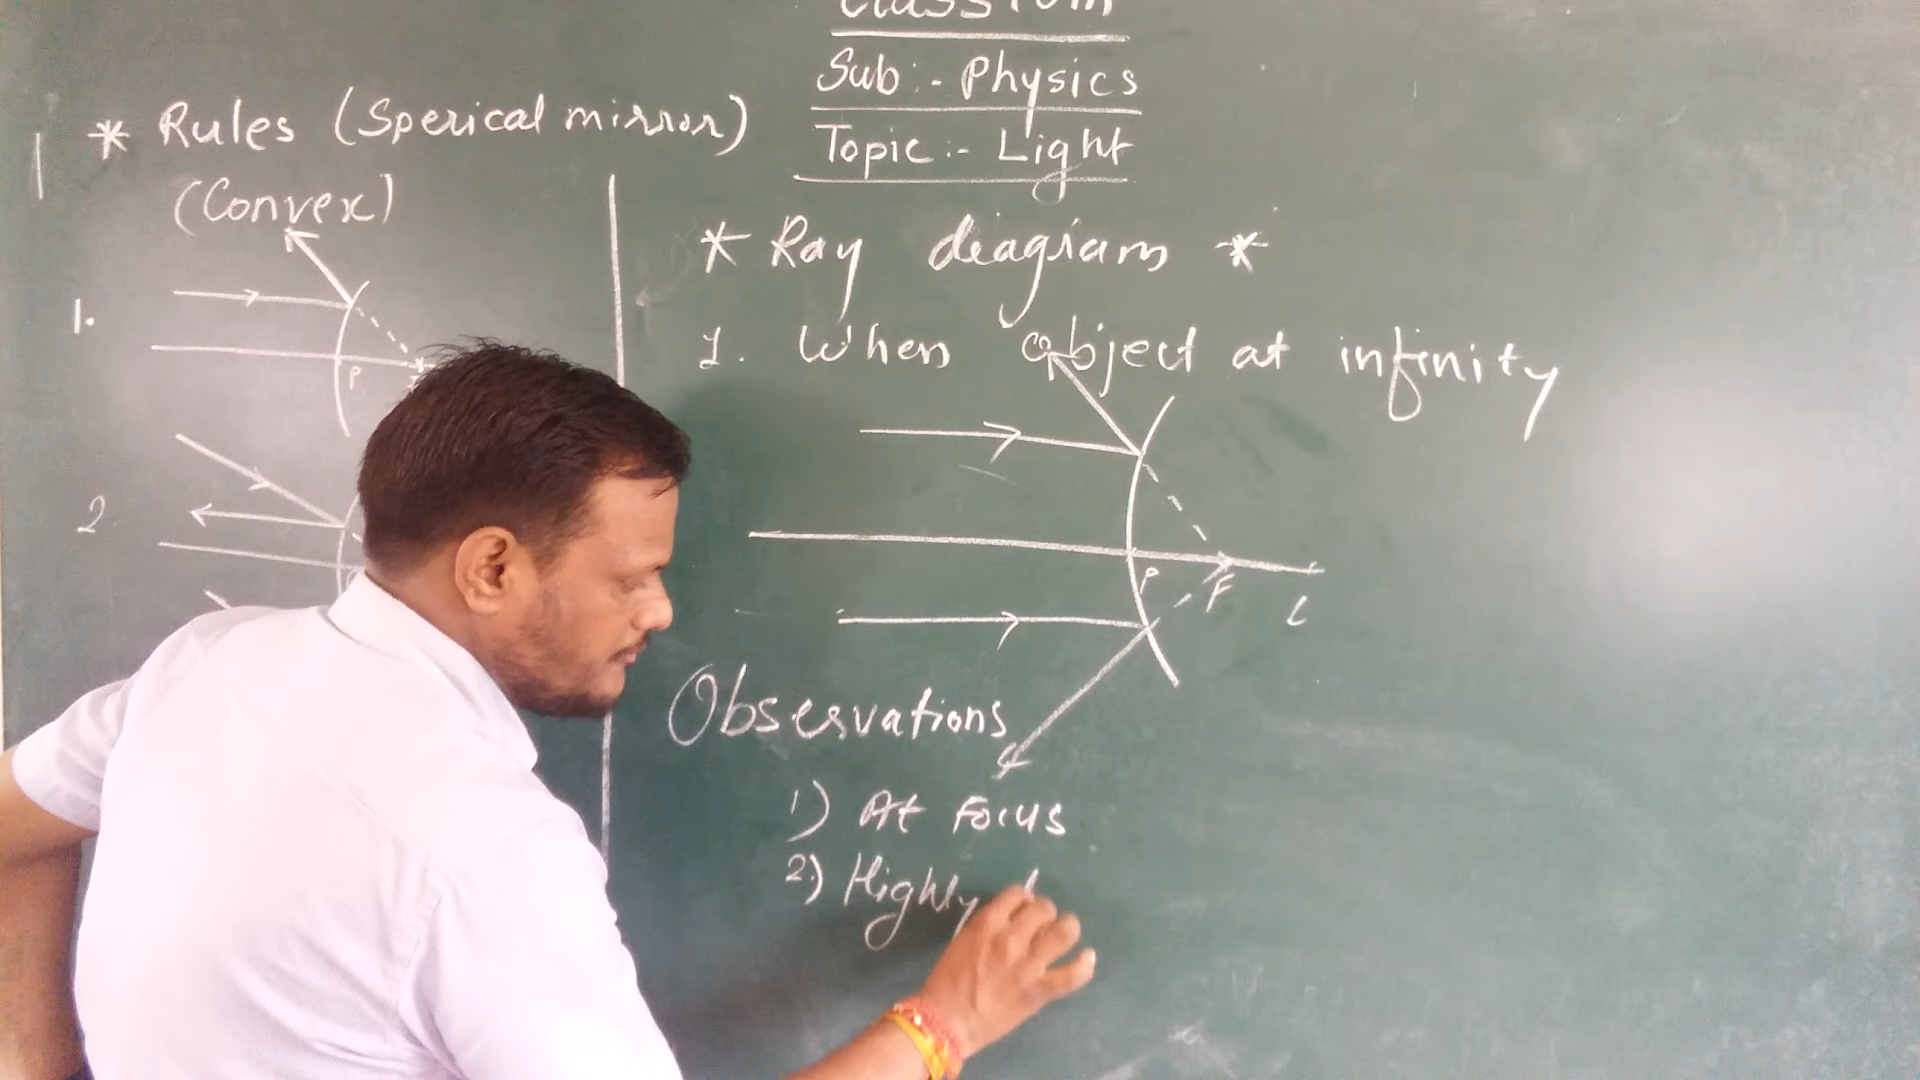 Sub:- Physics
Topic:- Light
* Rules (Sperical mirror)
(Convex)
1.
P
2.
* Ray diagram *
1. When object at infinity
P
F
C
Observations
1) At Focus
2) Highly